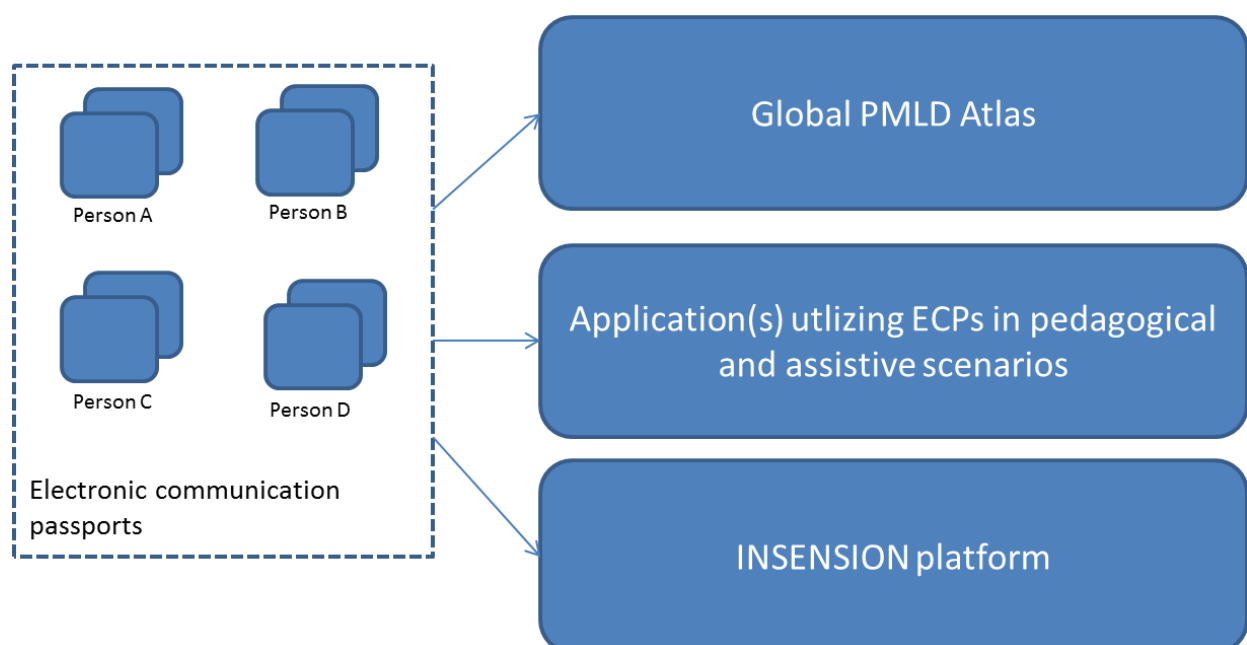 Person A
Person B
Person C
Person D
Electronic communication
passports
Global PMLD Atlas
Application(s) utlizing ECPs in pedagogical
and assistive scenarios
INSENSION platform